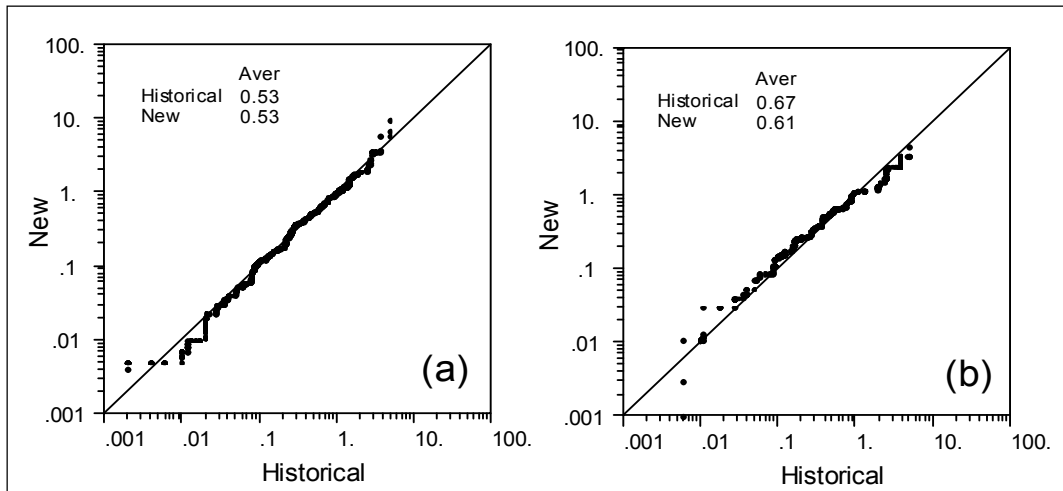 100.
10.
1.
.1
.01
.001
New
Aver
Historical 0.53
New 0.53
(a)
.001 .01 .1 1. 10. 100.
Historical
100.
10.
1.
.1
.01
.001
New
Aver
Historical 0.67
New 0.61
(b)
.001 .01 .1 1. 10. 100.
Historical